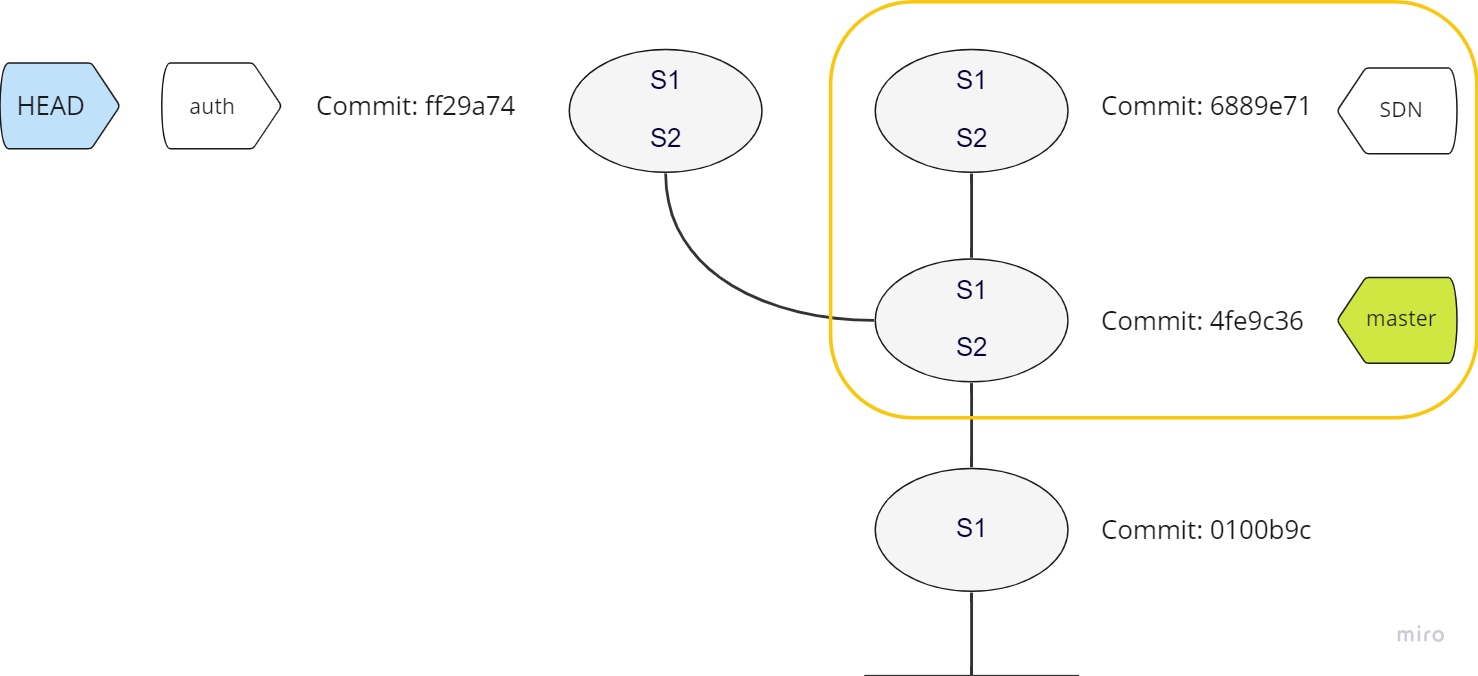 HEAD
auth
Commit: ff29a74
S1
S2
S1
S2
Commit: 6889e71
SDN
S1
S2
Commit: 4fe9c36
master
S1
Commit: 0100b9c
miro